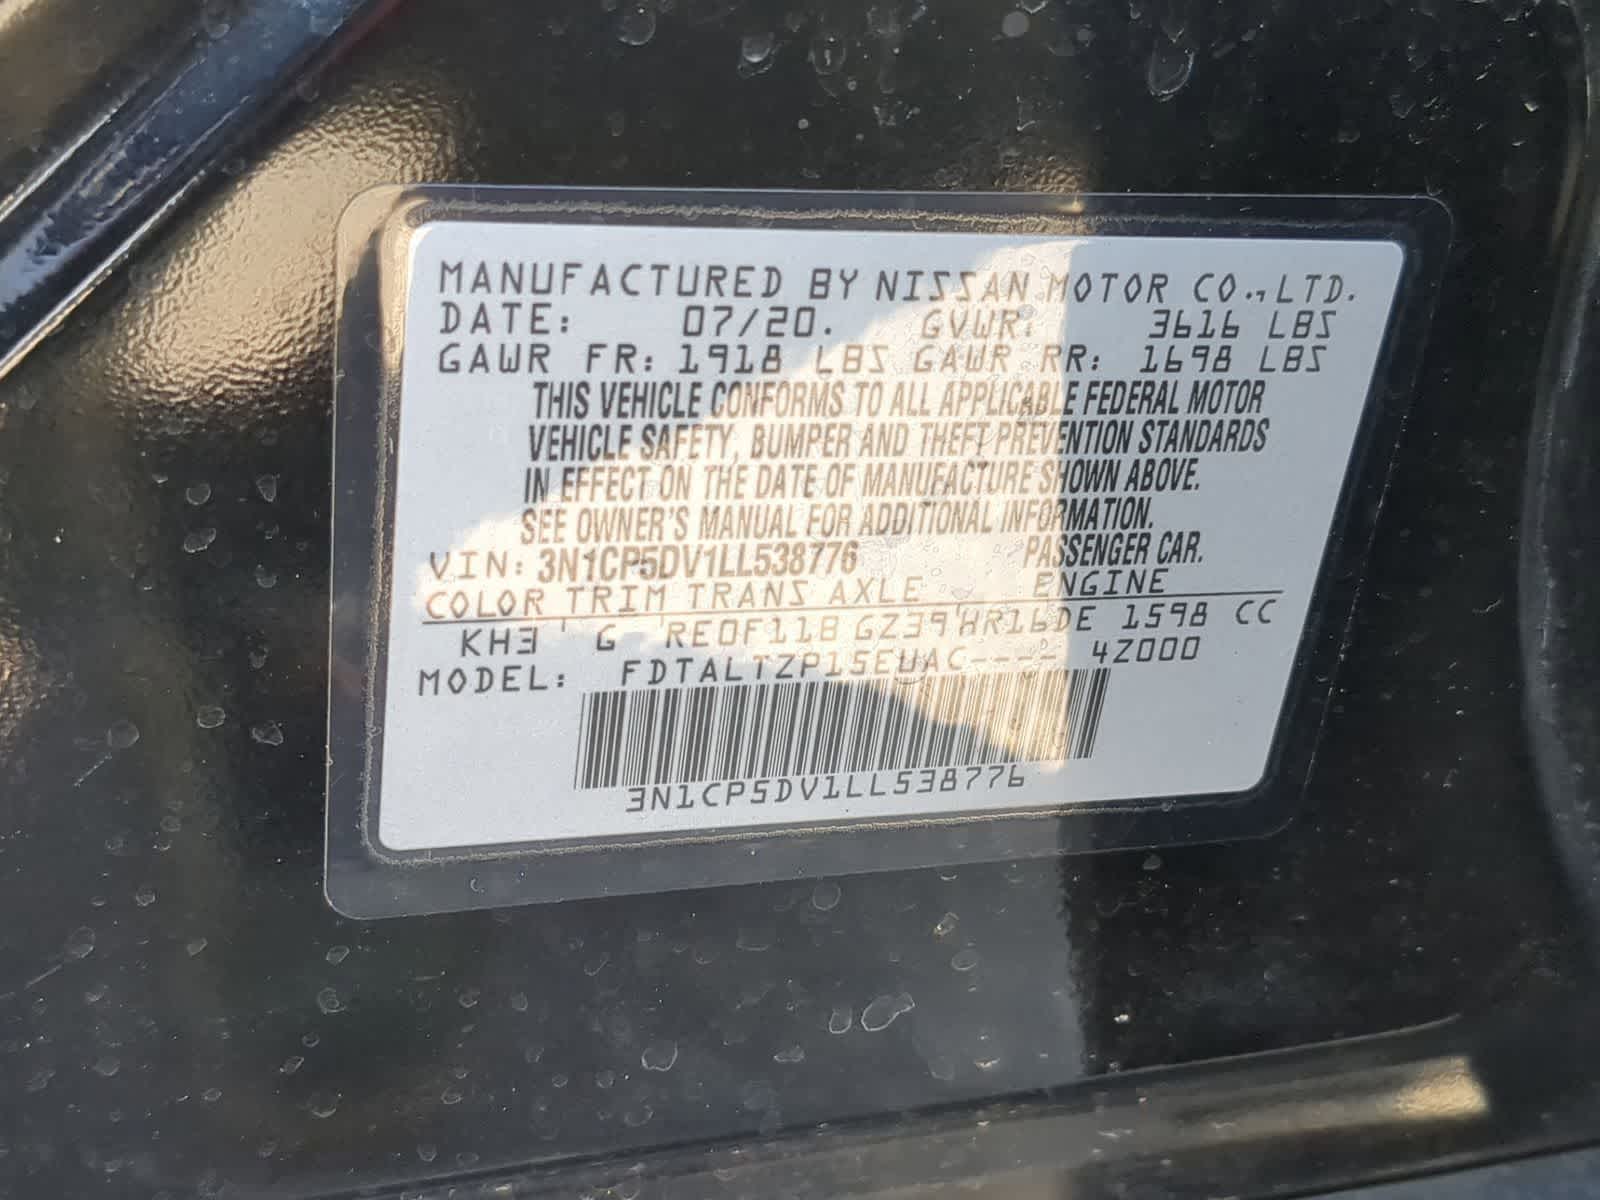 MANUFACTURED BY NISSAN MOTOR CO., LTD.
DATE: 07/20. GVWR: 3616 LBS
GAWR FR: 1918 LBS GAWR RR: 1698 LBS
THIS VEHICLE CONFORMS TO ALL APPLICABLE FEDERAL MOTOR
VEHICLE SAFETY, BUMPER AND THEFT PREVENTION STANDARDS
IN EFFECT ON THE DATE OF MANUFACTURE SHOWN ABOVE.
SEE OWNER'S MANUAL FOR ADDITIONAL INFORMATION.
VIN: 3N1CP5DV1LL538776 PASSENGER CAR.
COLOR TRIM TRANS AXLE ENGINE
KH3 ' G 'RE0F11B GZ39'HR16DE 1598 CC
MODEL: FDTALTZP15EUAC---- 4Z000
3N1CP5DV1LL538776